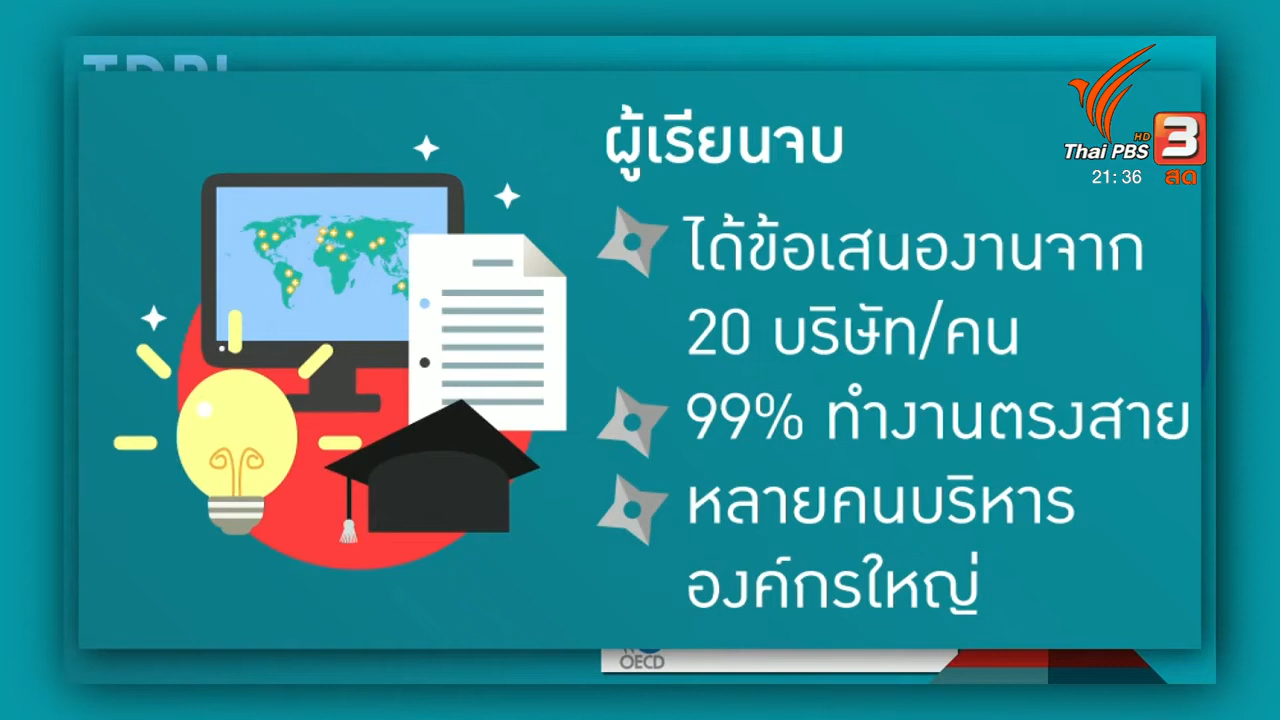 ผู้เรียนจบ
HD
Thai PBS 3
21:36 สด
ได้ข้อเสนองานจาก
20 บริษัท/คน
99% ทำงานตรงสาย
หลายคนบริหาร
องค์กรใหญ่
OECD